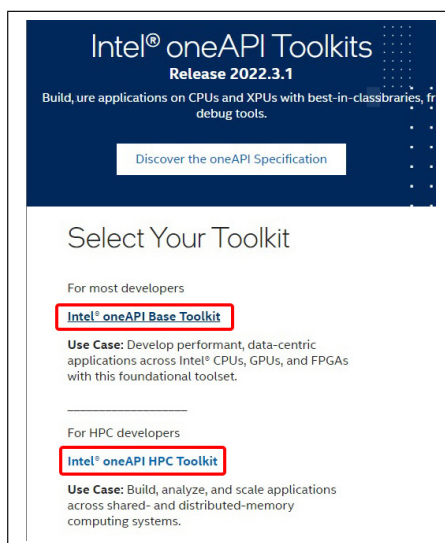 Intel® oneAPI Toolkits
Release 2022.3.1
Build, ure applications on CPUs and XPUs with best-in-classbraries, fr
debug tools.
Discover the oneAPI Specification
Select Your Toolkit
For most developers
Intel® oneAPI Base Toolkit
Use Case: Develop performant, data-centric
applications across Intel® CPUs, GPUs, and FPGAs
with this foundational toolset.
____________________
For HPC developers
Intel® oneAPI HPC Toolkit
Use Case: Build, analyze, and scale applications
across shared- and distributed-memory
computing systems.